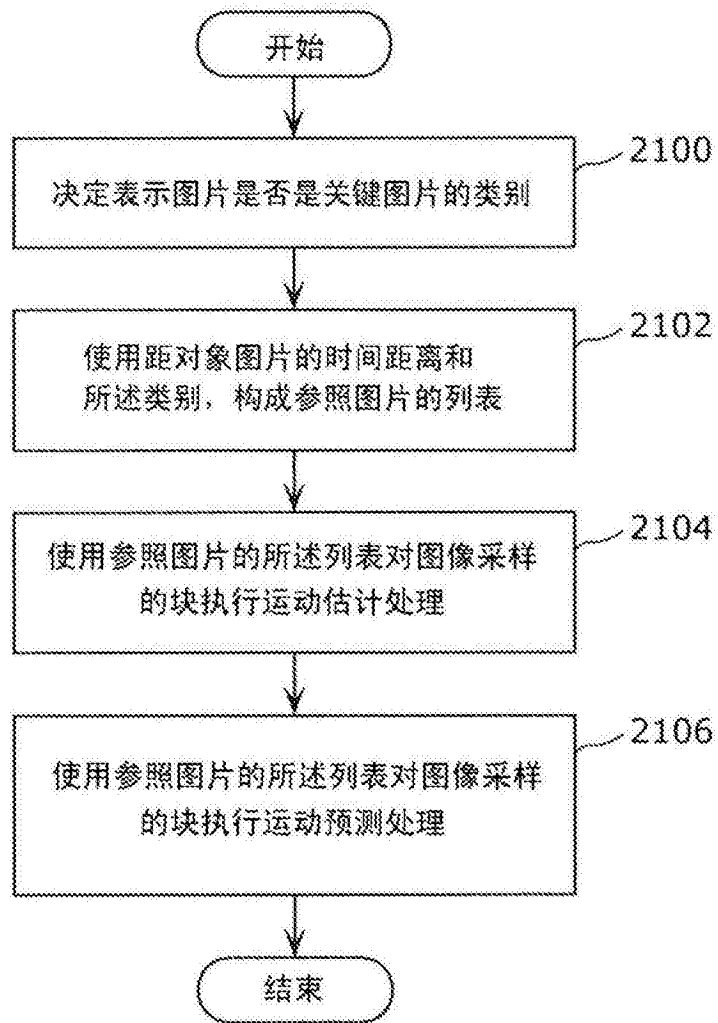 开始
2100
决定表示图片是否是关键图片的类别
2102
使用距对象图片的时间距离和
所述类别，构成参照图片的列表
2104
使用参照图片的所述列表对图像采样
的块执行运动估计处理
2106
使用参照图片的所述列表对图像采样
的块执行运动预测处理
结束